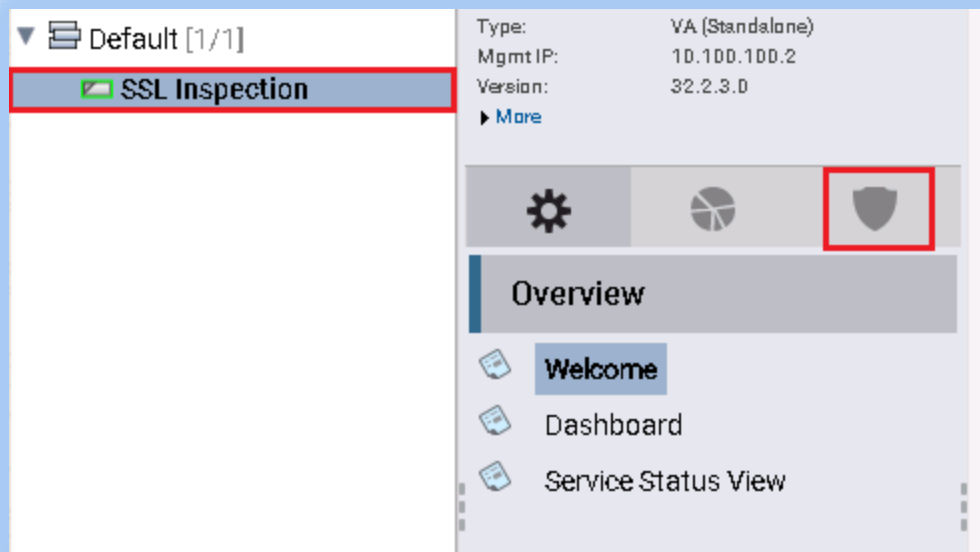 Default [1/1]
SSL Inspection
Type: VA (Standalone)
Mgmt IP: 10.100.100.2
Version: 32.2.3.0
More
Overview
Welcome
Dashboard
Service Status View